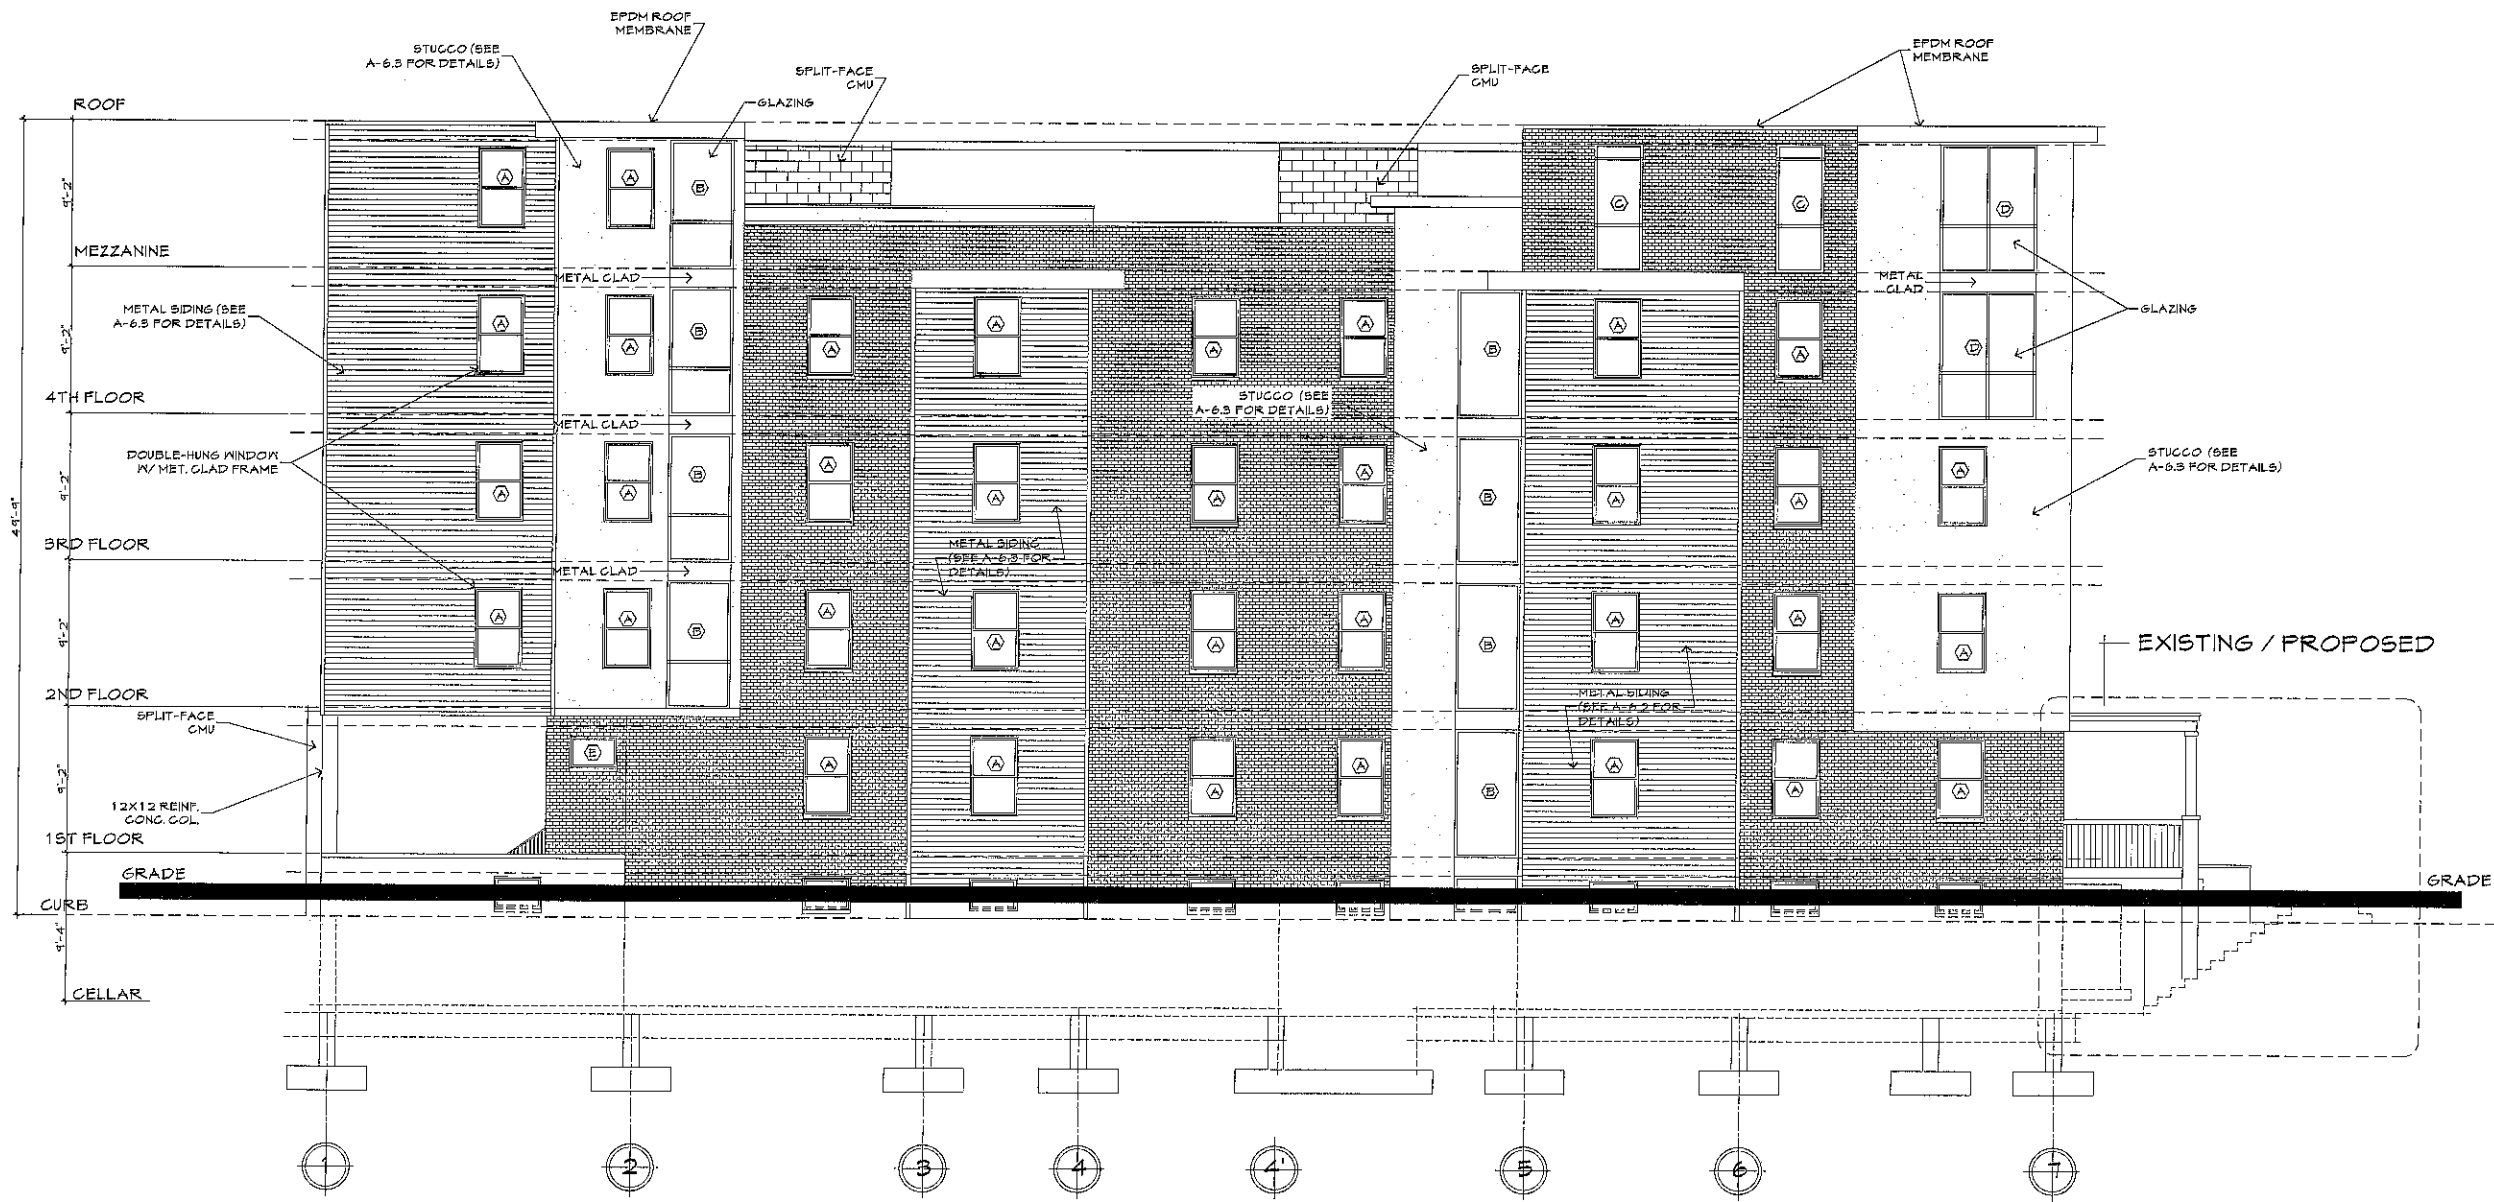 EPDM ROOF
MEMBRANE
STUCCO (SEE
A-6.3 FOR DETAILS)
SPLIT-FACE
CMU
GLAZING
SPLIT-FACE
CMU
EPDM ROOF
MEMBRANE
ROOF
9'-2"
MEZZANINE
METAL SIDING (SEE
A-6.3 FOR DETAILS)
9'-2"
4TH FLOOR
DOUBLE-HUNG WINDOW
W/ MET. CLAD FRAME
9'-2"
49'-9"
3RD FLOOR
9'-2"
2ND FLOOR
SPLIT-FACE
CMU
9'-2"
12X12 REINF.
CONC. COL.
1ST FLOOR
GRADE
CURB
9'-4"
CELLAR
A
A
B
C
C
D
METAL CLAD
METAL
CLAD
GLAZING
A
A
B
A
A
A
A
B
A
A
D
STUCCO (SEE
A-6.3 FOR DETAILS)
METAL CLAD
A
A
B
A
A
A
A
B
A
A
A
STUCCO (SEE
A-6.3 FOR DETAILS)
METAL SIDING
(SEE A-6.3 FOR
DETAILS)
METAL CLAD
A
A
B
A
A
A
A
B
A
A
A
EXISTING / PROPOSED
METAL SIDING
(SEE A-6.2 FOR
DETAILS)
E
A
A
A
A
B
A
A
A
GRADE
1
2
3
4
4'
5
6
7